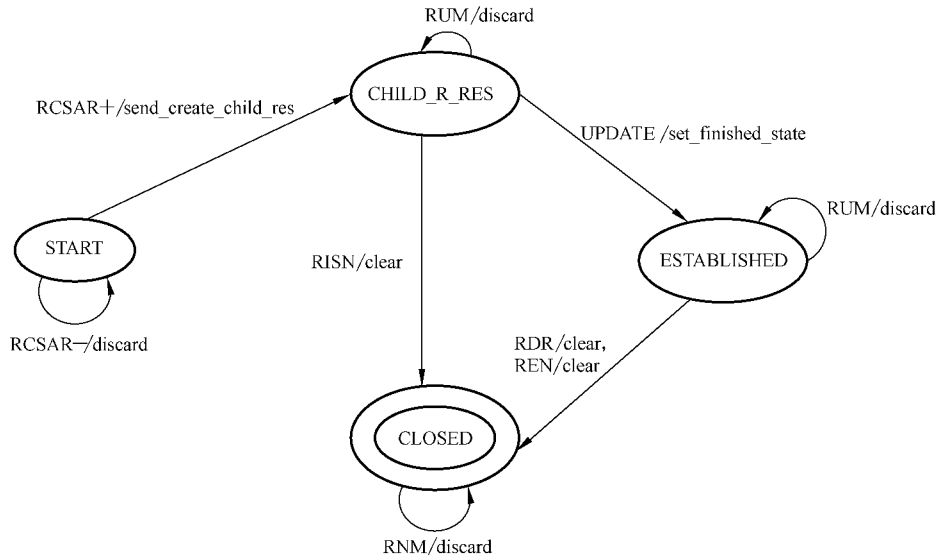 RUM/discard
CHILD_R_RES
RCSAR+/send_create_child_res
UPDATE/set_finished_state
RUM/discard
START
ESTABLISHED
RISN/clear
RCSAR−/discard
RDR/clear,
REN/clear
CLOSED
RNM/discard